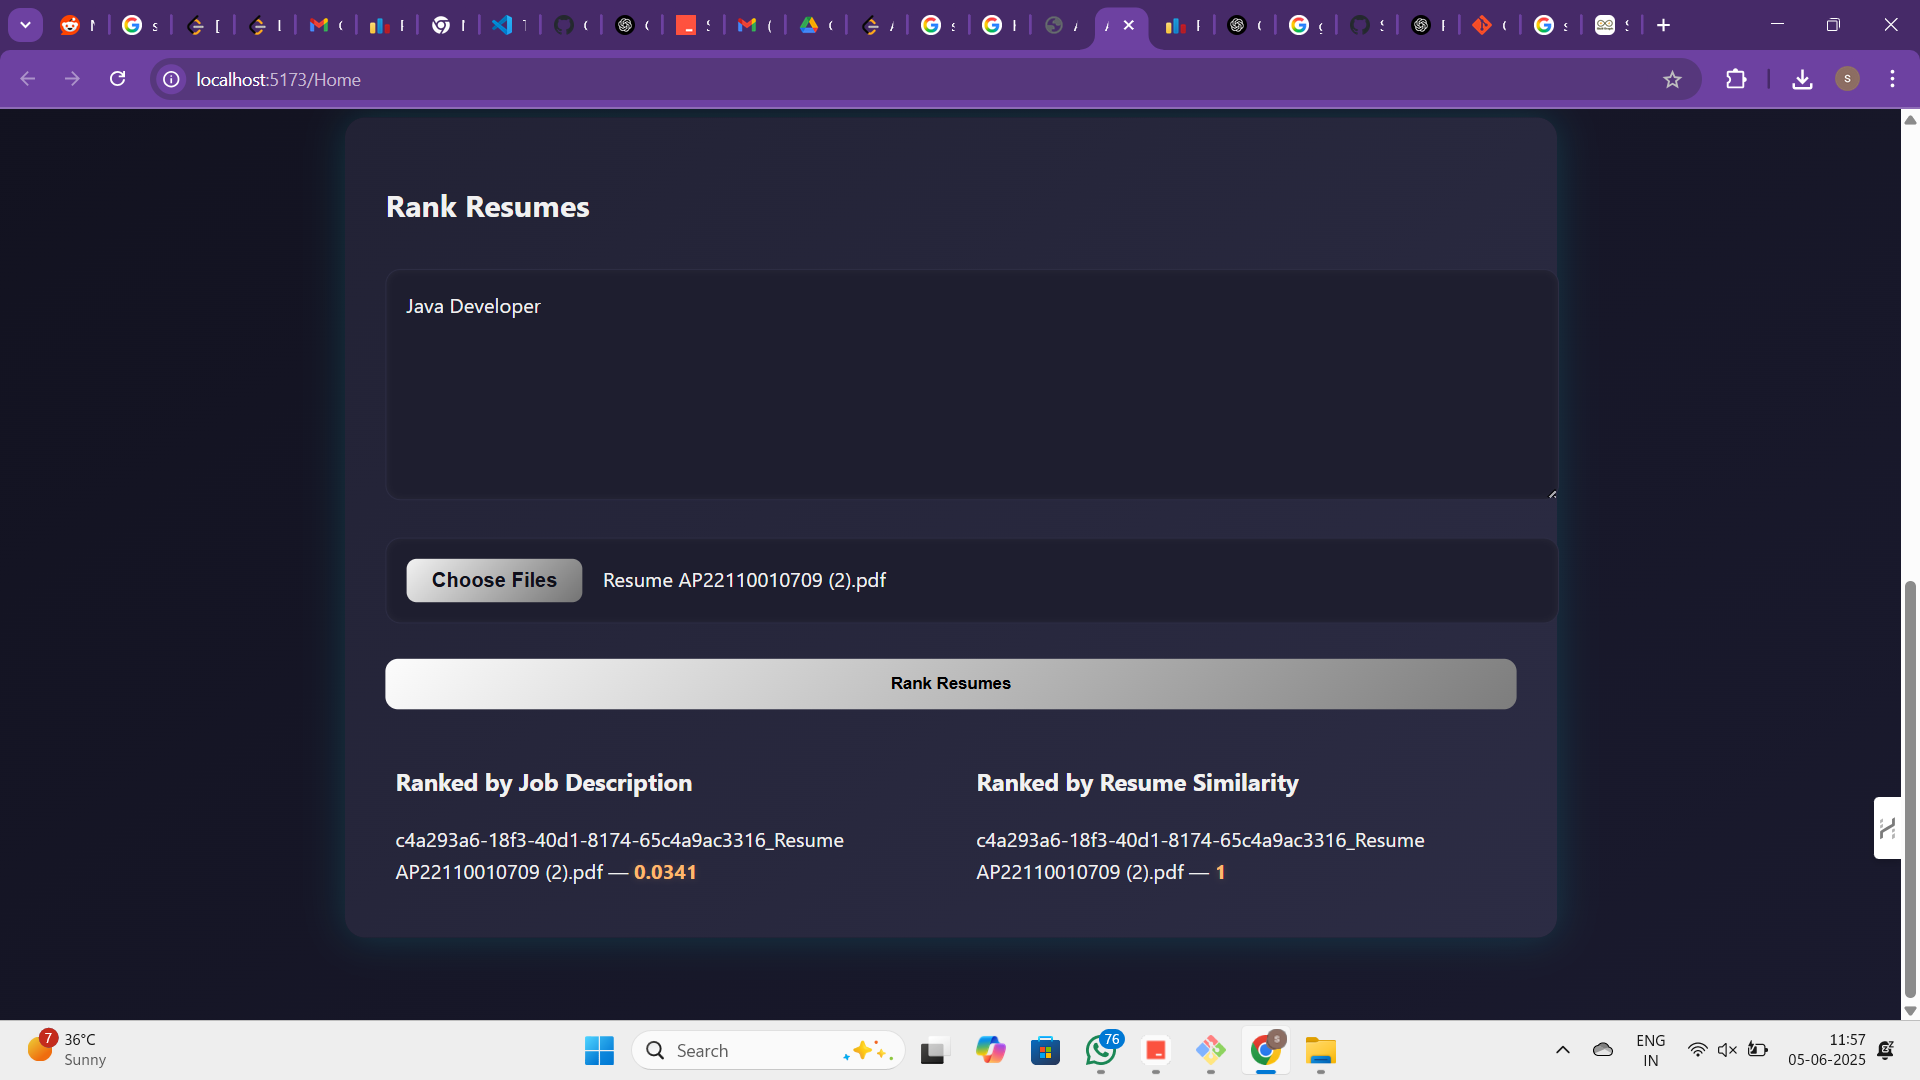 localhost:5173/Home
Rank Resumes
Java Developer
Choose Files
Resume AP22110010709 (2).pdf
Rank Resumes
Ranked by Job Description
c4a293a6-18f3-40d1-8174-65c4a9ac3316_Resume
AP22110010709 (2).pdf — 0.0341
Ranked by Resume Similarity
c4a293a6-18f3-40d1-8174-65c4a9ac3316_Resume
AP22110010709 (2).pdf — 1
7
36°C
Sunny
Search
76
ENG
IN
11:57
05-06-2025